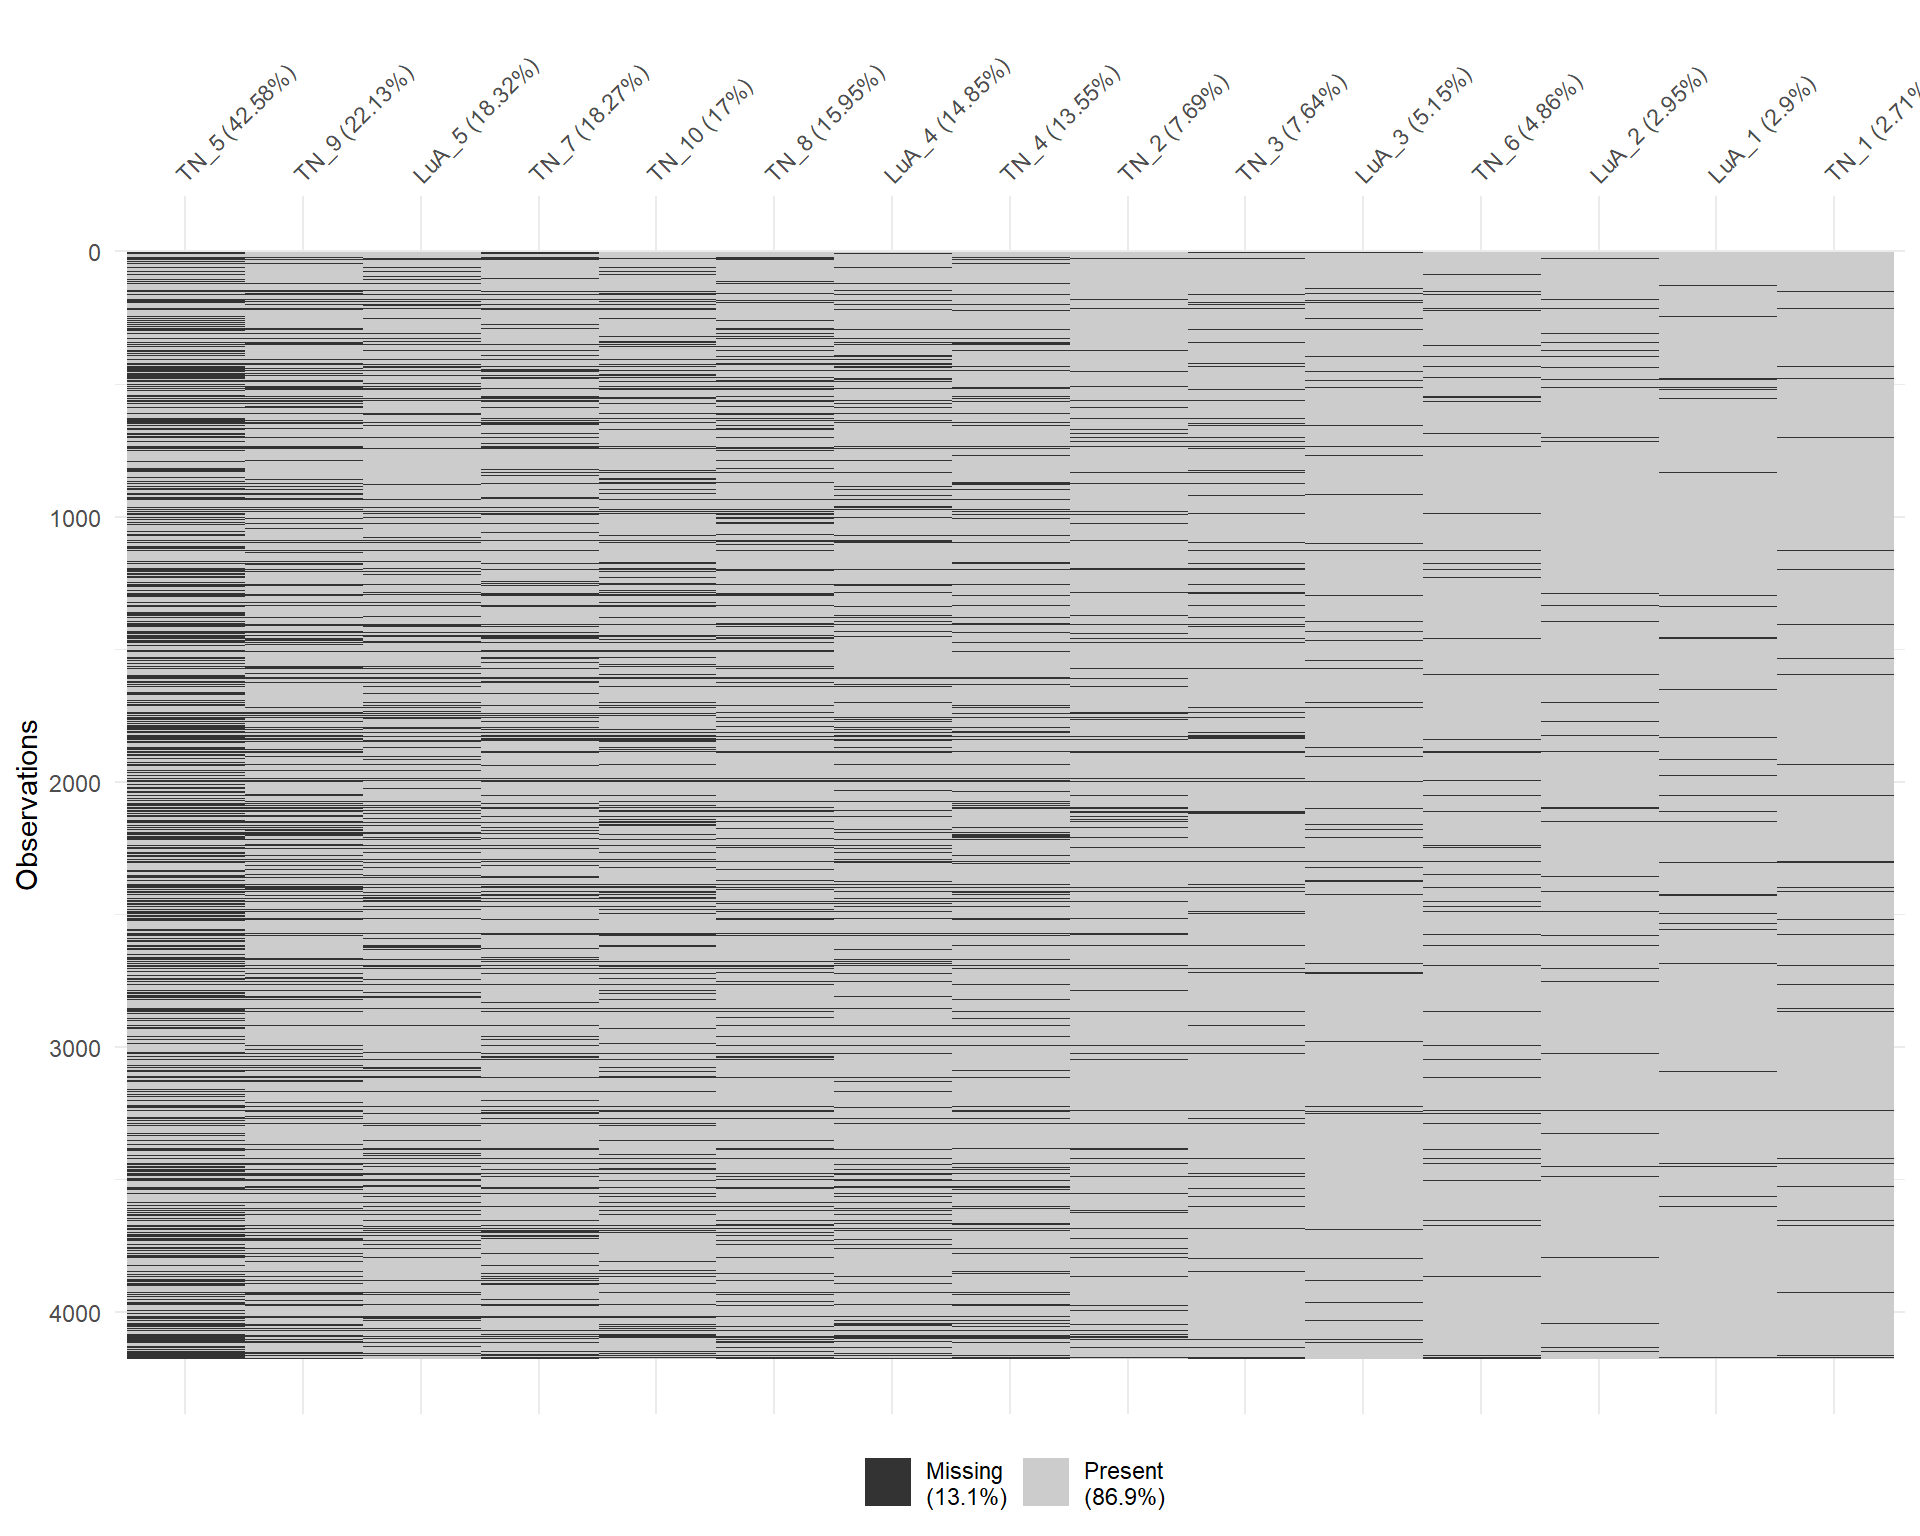 TN_5 (42.58%)
TN_9 (22.13%)
LuA_5 (18.32%)
TN_7 (18.27%)
TN_10 (17%)
TN_8 (15.95%)
LuA_4 (14.85%)
TN_4 (13.55%)
TN_2 (7.69%)
TN_3 (7.64%)
LuA_3 (5.15%)
TN_6 (4.86%)
LuA_2 (2.95%)
LuA_1 (2.9%)
TN_1 (2.71%
0
1000
2000
3000
4000
Observations
Missing
(13.1%)
Present
(86.9%)